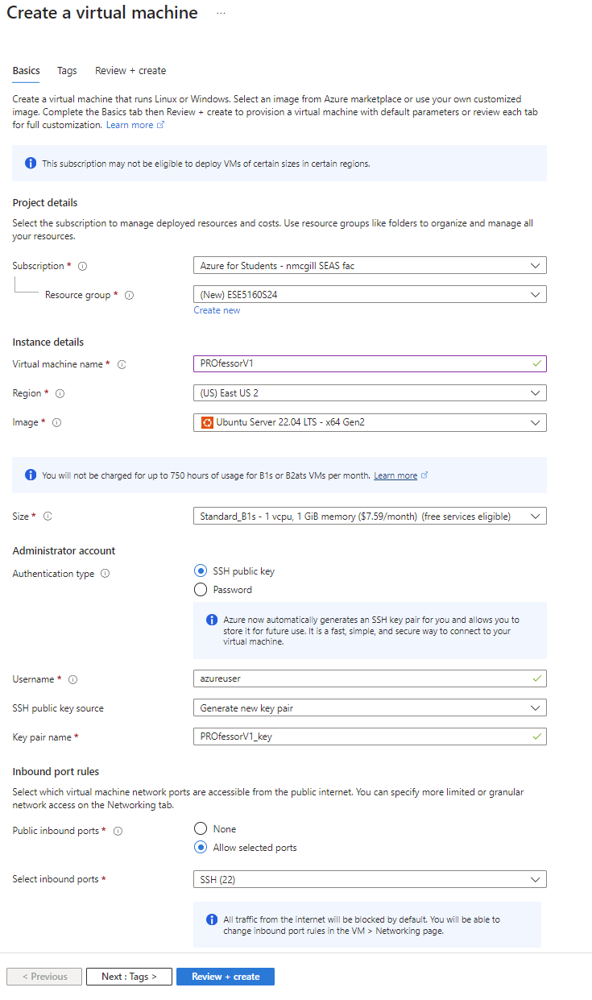 Create a virtual machine ...
Basics Tags Review + create
Create a virtual machine that runs Linux or Windows. Select an image from Azure marketplace or use your own customized
image. Complete the Basics tab then Review + create to provision a virtual machine with default parameters or review each tab
for full customization. Learn more
This subscription may not be eligible to deploy VMs of certain sizes in certain regions.
Project details
Select the subscription to manage deployed resources and costs. Use resource groups like folders to organize and manage all
your resources.
Subscription * Azure for Students - nmcgill SEAS fac
Resource group * (New) ESE5160S24
Create new
Instance details
Virtual machine name * PROfessorV1
Region * (US) East US 2
Image * Ubuntu Server 22.04 LTS - x64 Gen2
You will not be charged for up to 750 hours of usage for B1s or B2ats VMs per month. Learn more
Size * Standard_B1s - 1 vcpu, 1 GiB memory ($7.59/month) (free services eligible)
Administrator account
Authentication type SSH public key
Password
Azure now automatically generates an SSH key pair for you and allows you to
store it for future use. It is a fast, simple, and secure way to connect to your
virtual machine.
Username * azureuser
SSH public key source Generate new key pair
Key pair name * PROfessorV1_key
Inbound port rules
Select which virtual machine network ports are accessible from the public internet. You can specify more limited or granular
network access on the Networking tab.
Public inbound ports * None
Allow selected ports
Select inbound ports * SSH (22)
All traffic from the internet will be blocked by default. You will be able to
change inbound port rules in the VM > Networking page.
< Previous Next : Tags > Review + create